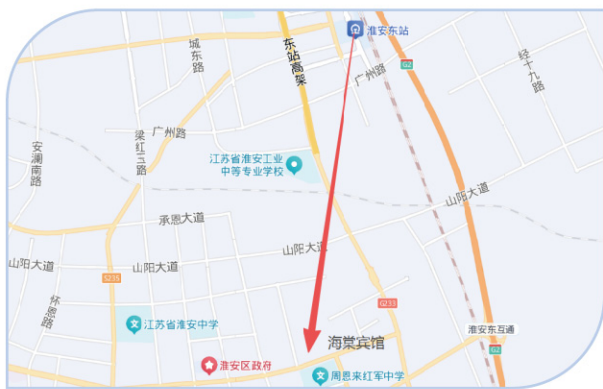 淮安东站
城东路
东站高架
G2
广州路
经十九路
安澜南路
梁红玉路
广州路
江苏省淮安工业
中等专业学校
山阳大道
承恩大道
山阳大道
山阳大道
山阳大道
S235
怀恩路
G233
江苏省淮安中学
淮安东互通
海棠宾馆
淮安区政府
周恩来红军中学
G2